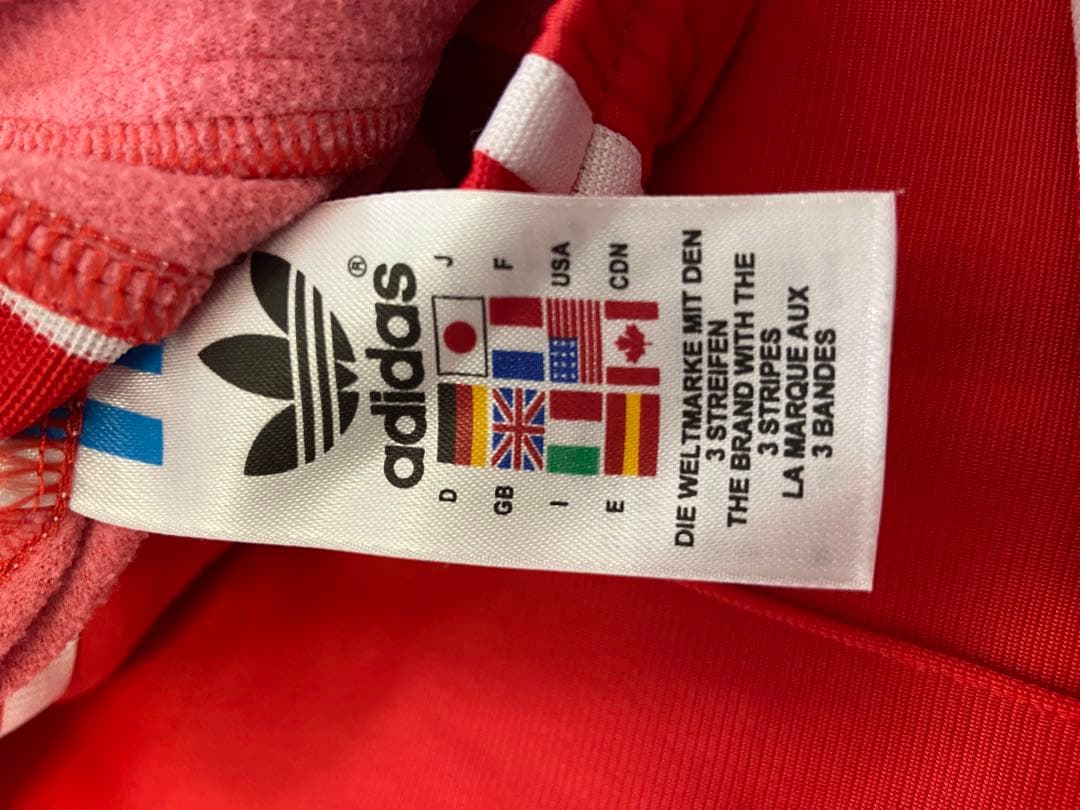 ®
adidas
D J
GB F
I USA
E CDN
DIE WELTMARKE MIT DEN
3 STREIFEN
THE BRAND WITH THE
3 STRIPES
LA MARQUE AUX
3 BANDES